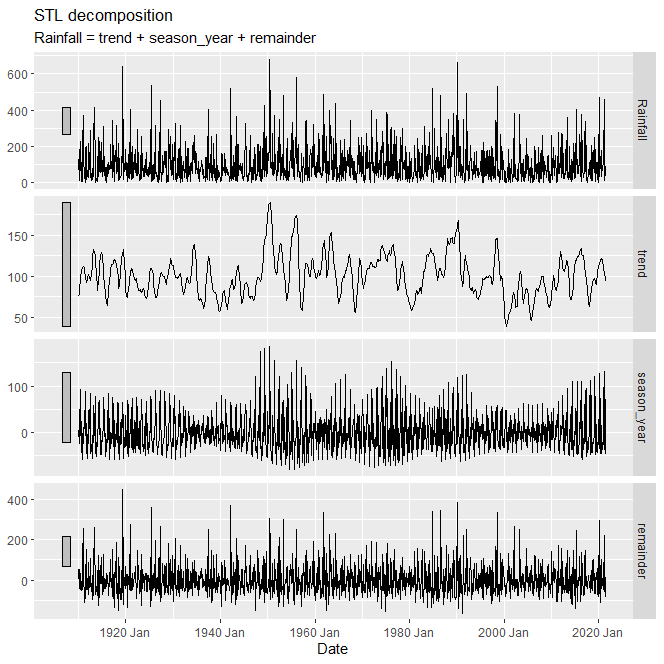 STL decomposition
Rainfall = trend + season_year + remainder
600
400
200
0
Rainfall
150
100
50
trend
100
0
season_year
400
200
0
remainder
1920 Jan 1940 Jan 1960 Jan 1980 Jan 2000 Jan 2020 Jan
Date